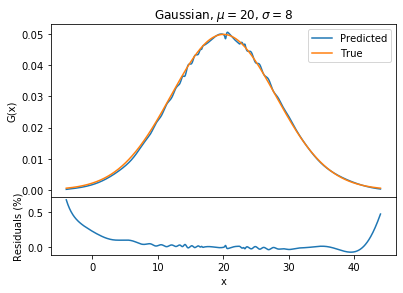 Gaussian, μ = 20, σ = 8
Predicted
True
G(x)
0.05
0.04
0.03
0.02
0.01
0.00
Residuals (%)
0.5
0.0
0
10
20
30
40
x